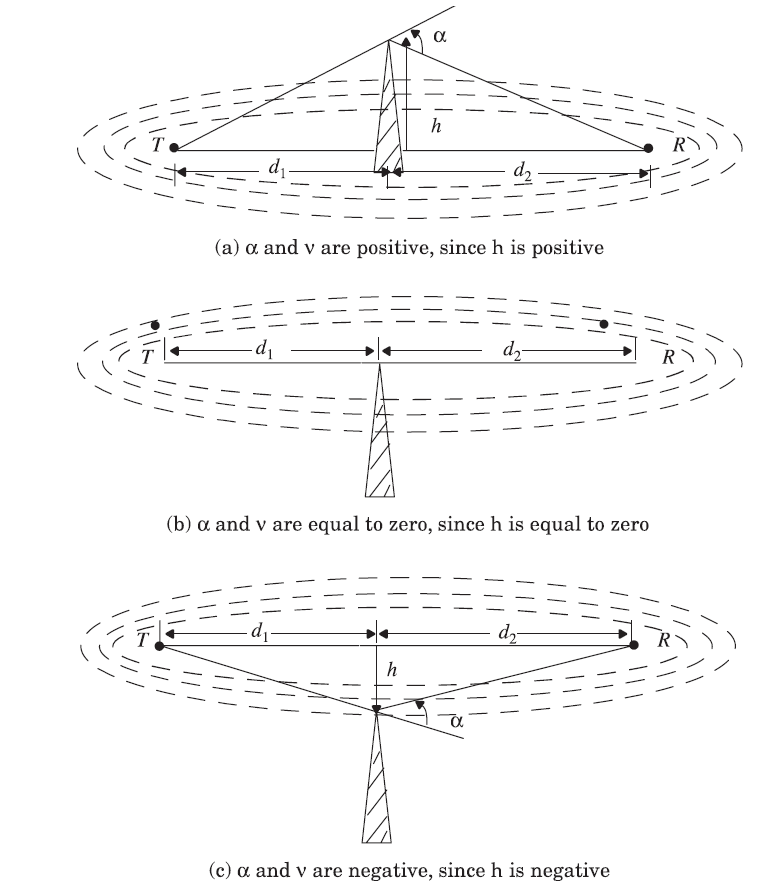 α
h
T R
d₁ d₂
(a) α and ν are positive, since h is positive
d₁ d₂
T R
(b) α and ν are equal to zero, since h is equal to zero
d₁ d₂
T R
h
α
(c) α and ν are negative, since h is negative